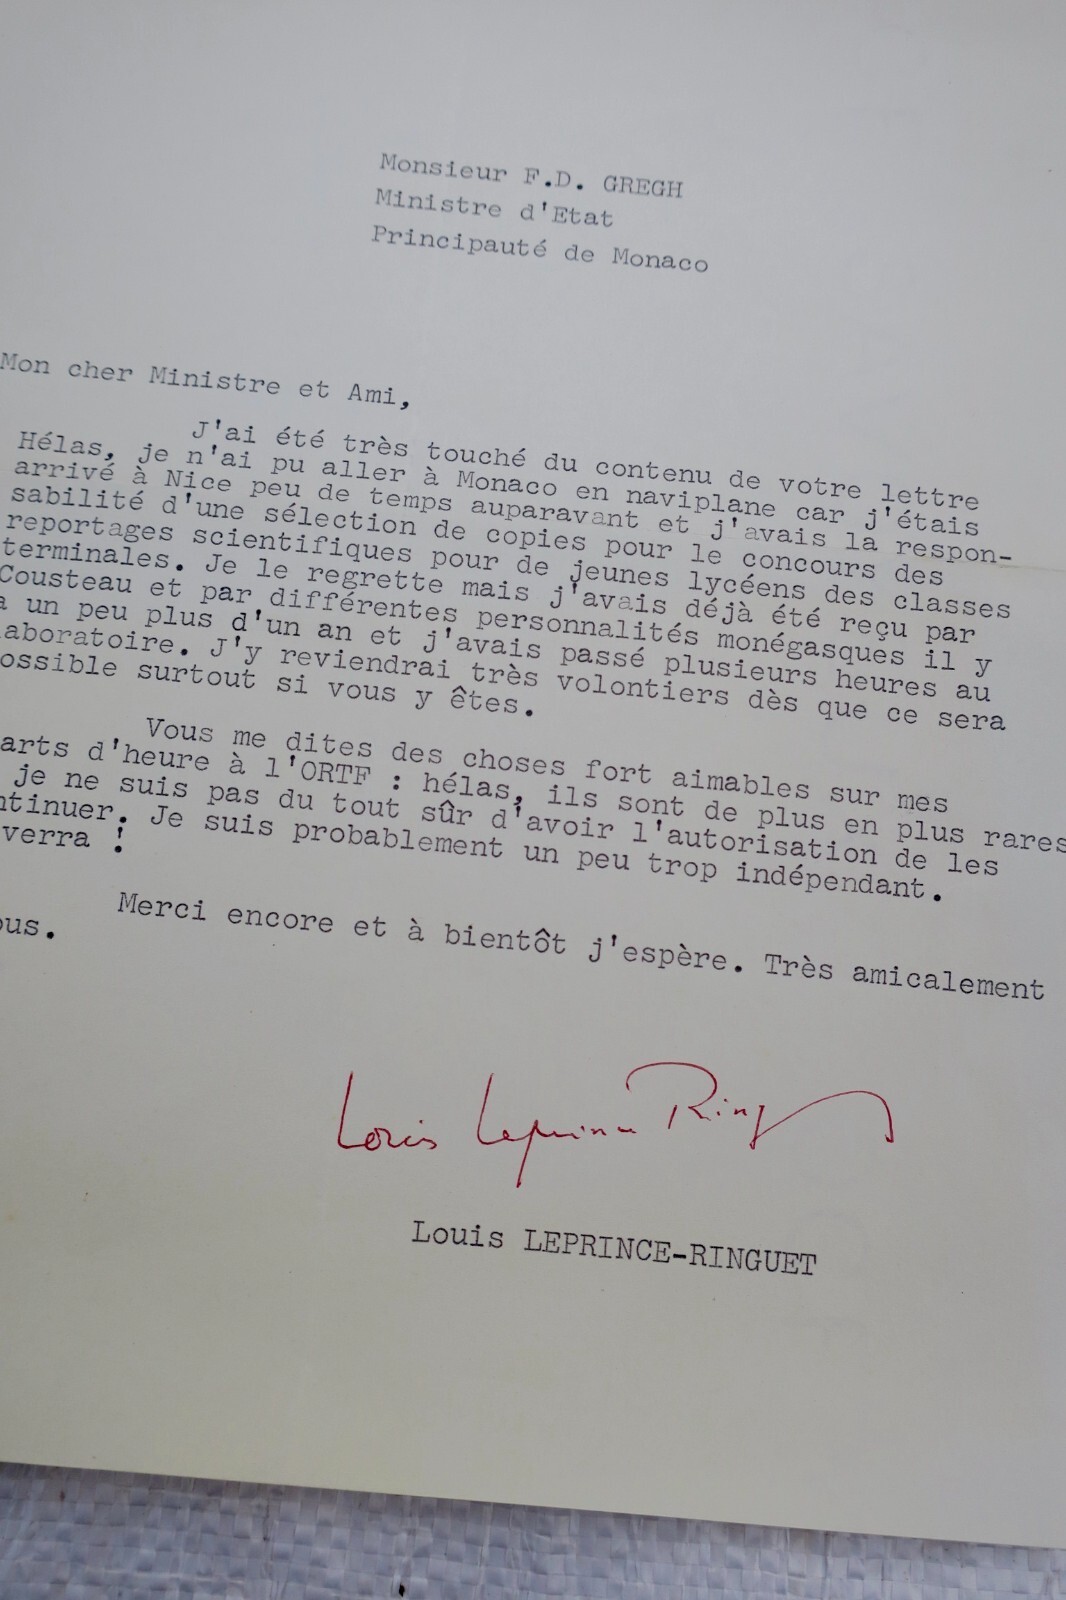 Monsieur F.D. GREGH
Ministre d'Etat
Principauté de Monaco
Mon cher Ministre et Ami,
J'ai été très touché du contenu de votre lettre
Hélas, je n'ai pu aller à Monaco en naviplane car j'étais
arrivé à Nice peu de temps auparavant et j'avais la respon-
sabilité d'une sélection de copies pour le concours des
reportages scientifiques pour de jeunes lycéens des classes
terminales. Je le regrette mais j'avais déjà été reçu par
Cousteau et par différentes personnalités monégasques il y
a un peu plus d'un an et j'avais passé plusieurs heures au
laboratoire. J'y reviendrai très volontiers dès que ce sera
ossible surtout si vous y êtes.
Vous me dites des choses fort aimables sur mes
arts d'heure à l'ORTF : hélas, ils sont de plus en plus rares
je ne suis pas du tout sûr d'avoir l'autorisation de les
ntinuer. Je suis probablement un peu trop indépendant.
verra !
Merci encore et à bientôt j'espère. Très amicalement
ous.
Louis Leprince Ringuet
Louis LEPRINCE-RINGUET